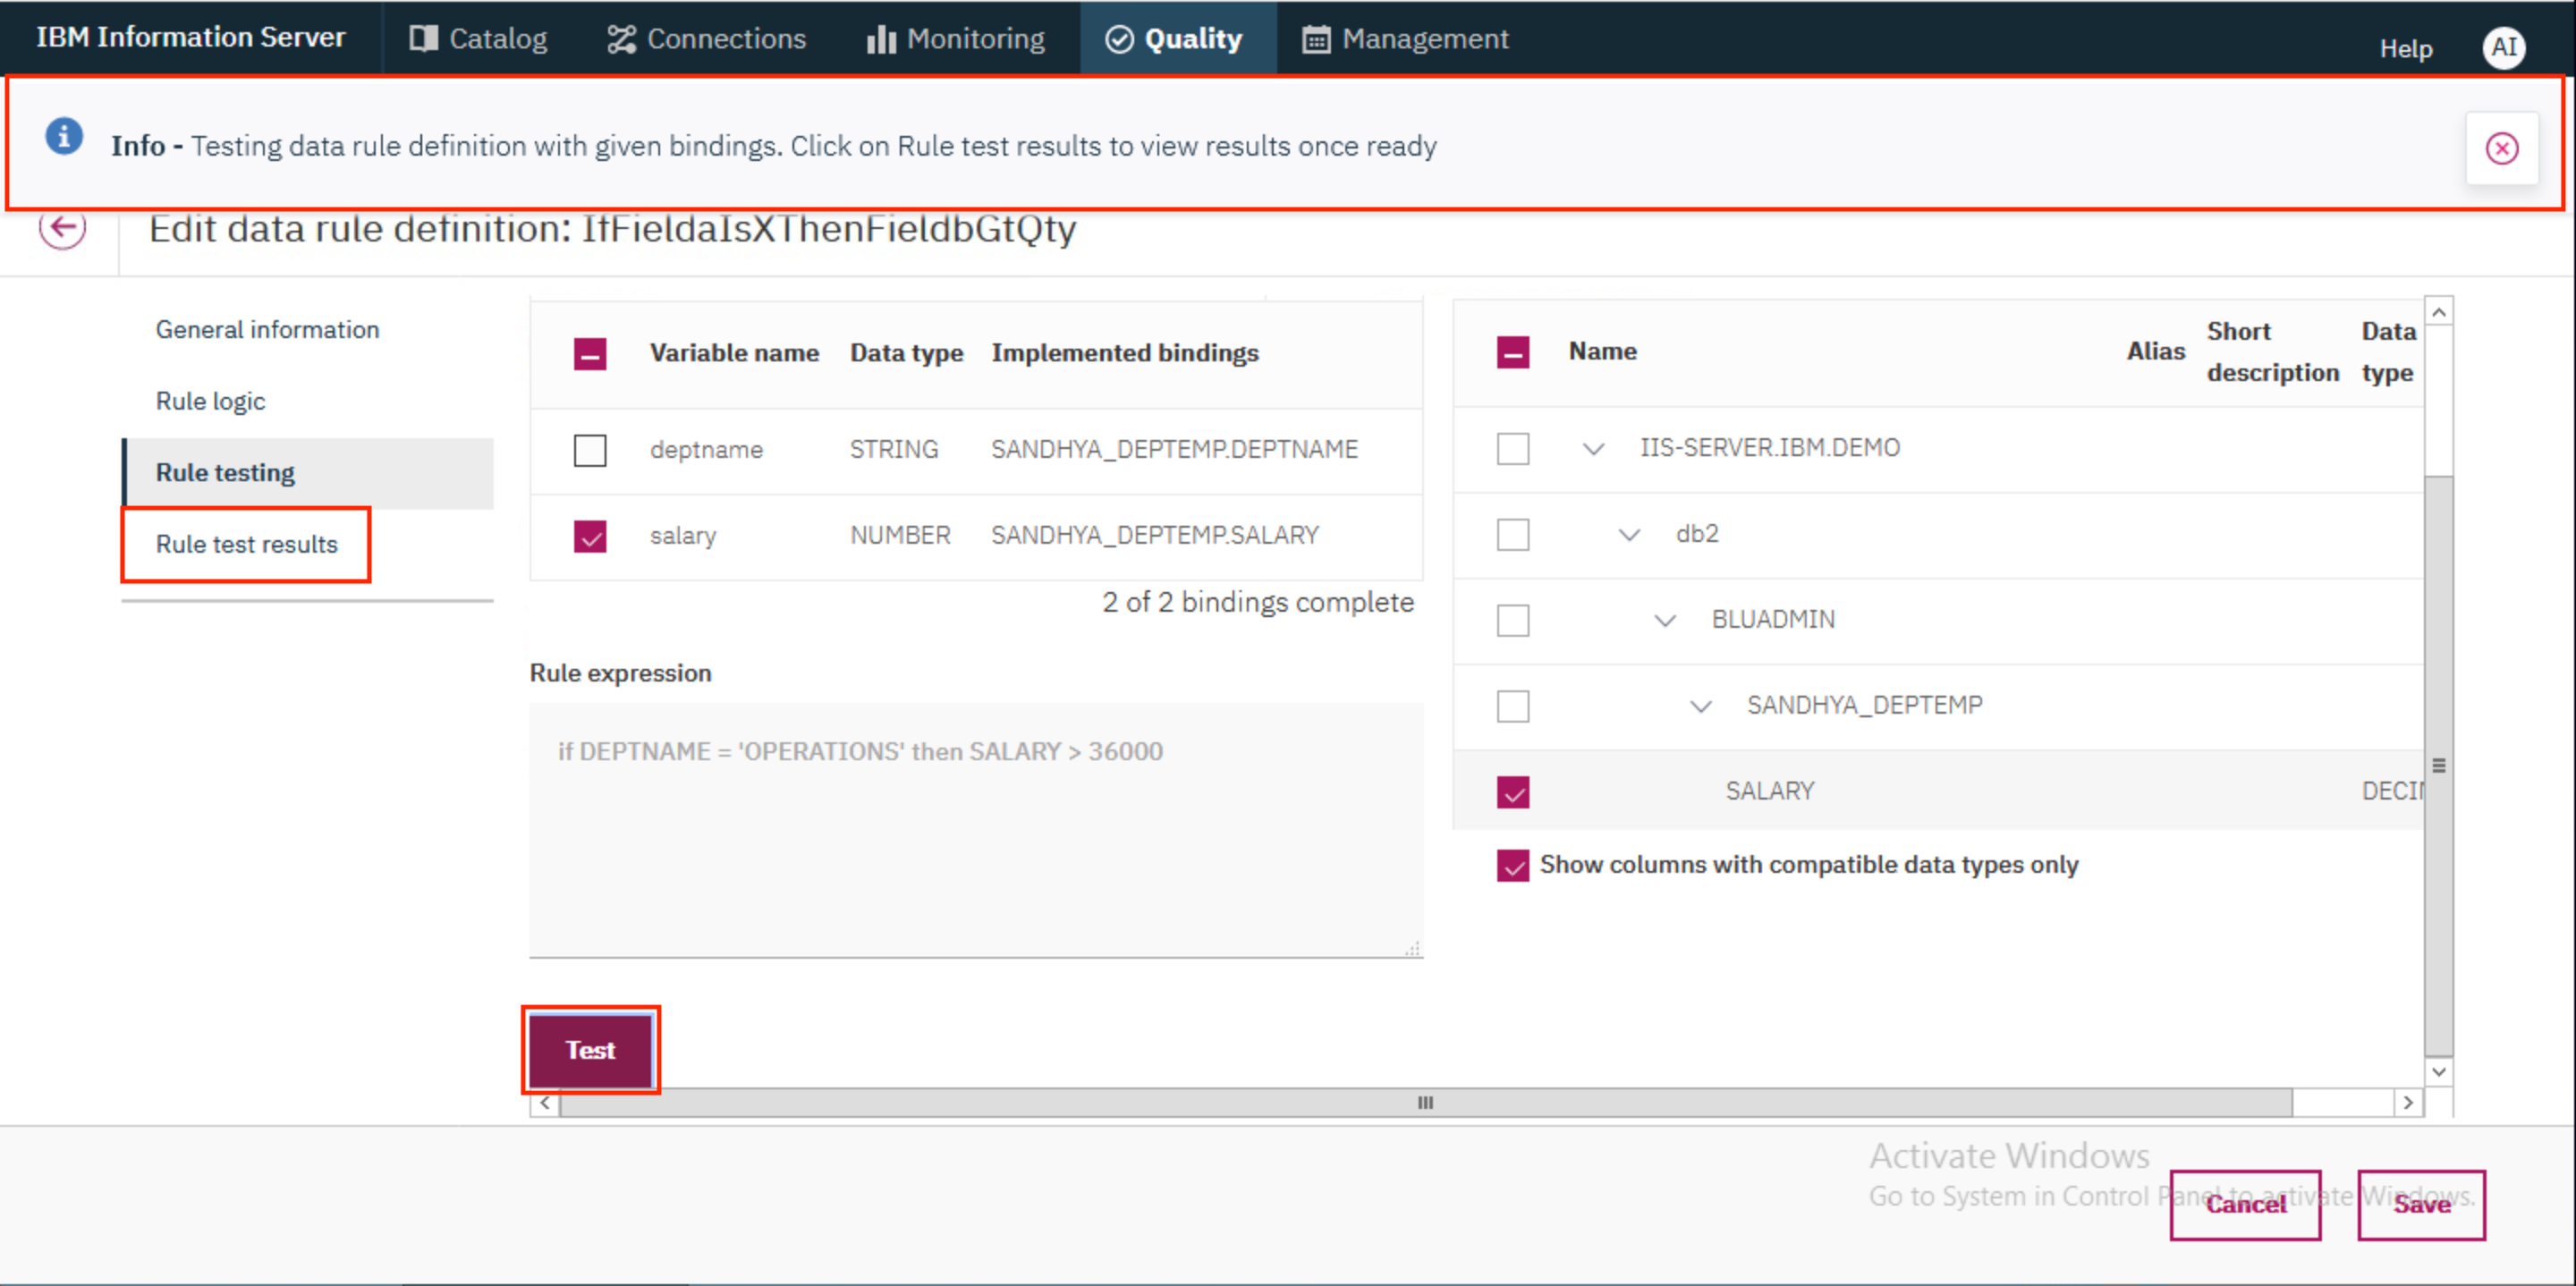 IBM Information Server
Catalog
Connections
Monitoring
Quality
Management
Help
AI
Info - Testing data rule definition with given bindings. Click on Rule test results to view results once ready
Edit data rule definition: IfFieldaIsXThenFieldbGtQty
General information
Rule logic
Rule testing
Rule test results
Variable name Data type Implemented bindings
deptname STRING SANDHYA_DEPTEMP.DEPTNAME
salary NUMBER SANDHYA_DEPTEMP.SALARY
2 of 2 bindings complete
Rule expression
if DEPTNAME = 'OPERATIONS' then SALARY > 36000
Test
Name Alias Short description Data type
IIS-SERVER.IBM.DEMO
db2
BLUADMIN
SANDHYA_DEPTEMP
SALARY DECI
Show columns with compatible data types only
Activate Windows
Go to System in Control Panel to activate Windows.
Cancel
Save